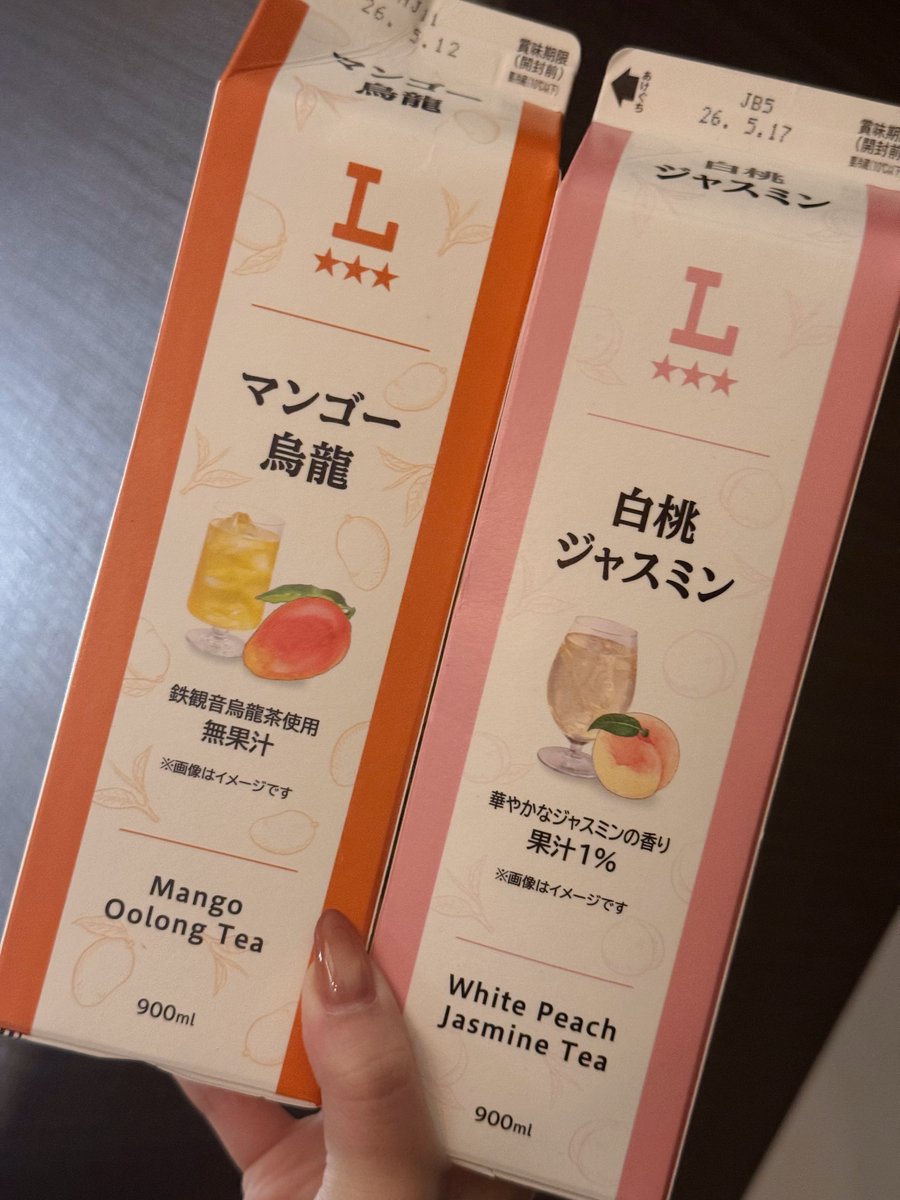 26. 5.12
賞味期限
(開封前)
マンゴー
烏龍
L
マンゴー
烏龍
鉄観音烏龍茶使用
無果汁
※画像はイメージです
Mango
Oolong Tea
900ml
あけぐち
JB5
26. 5.17
賞味期限
(開封前
白桃
ジャスミン
L
白桃
ジャスミン
華やかなジャスミンの香り
果汁1%
※画像はイメージです
White Peach
Jasmine Tea
900ml